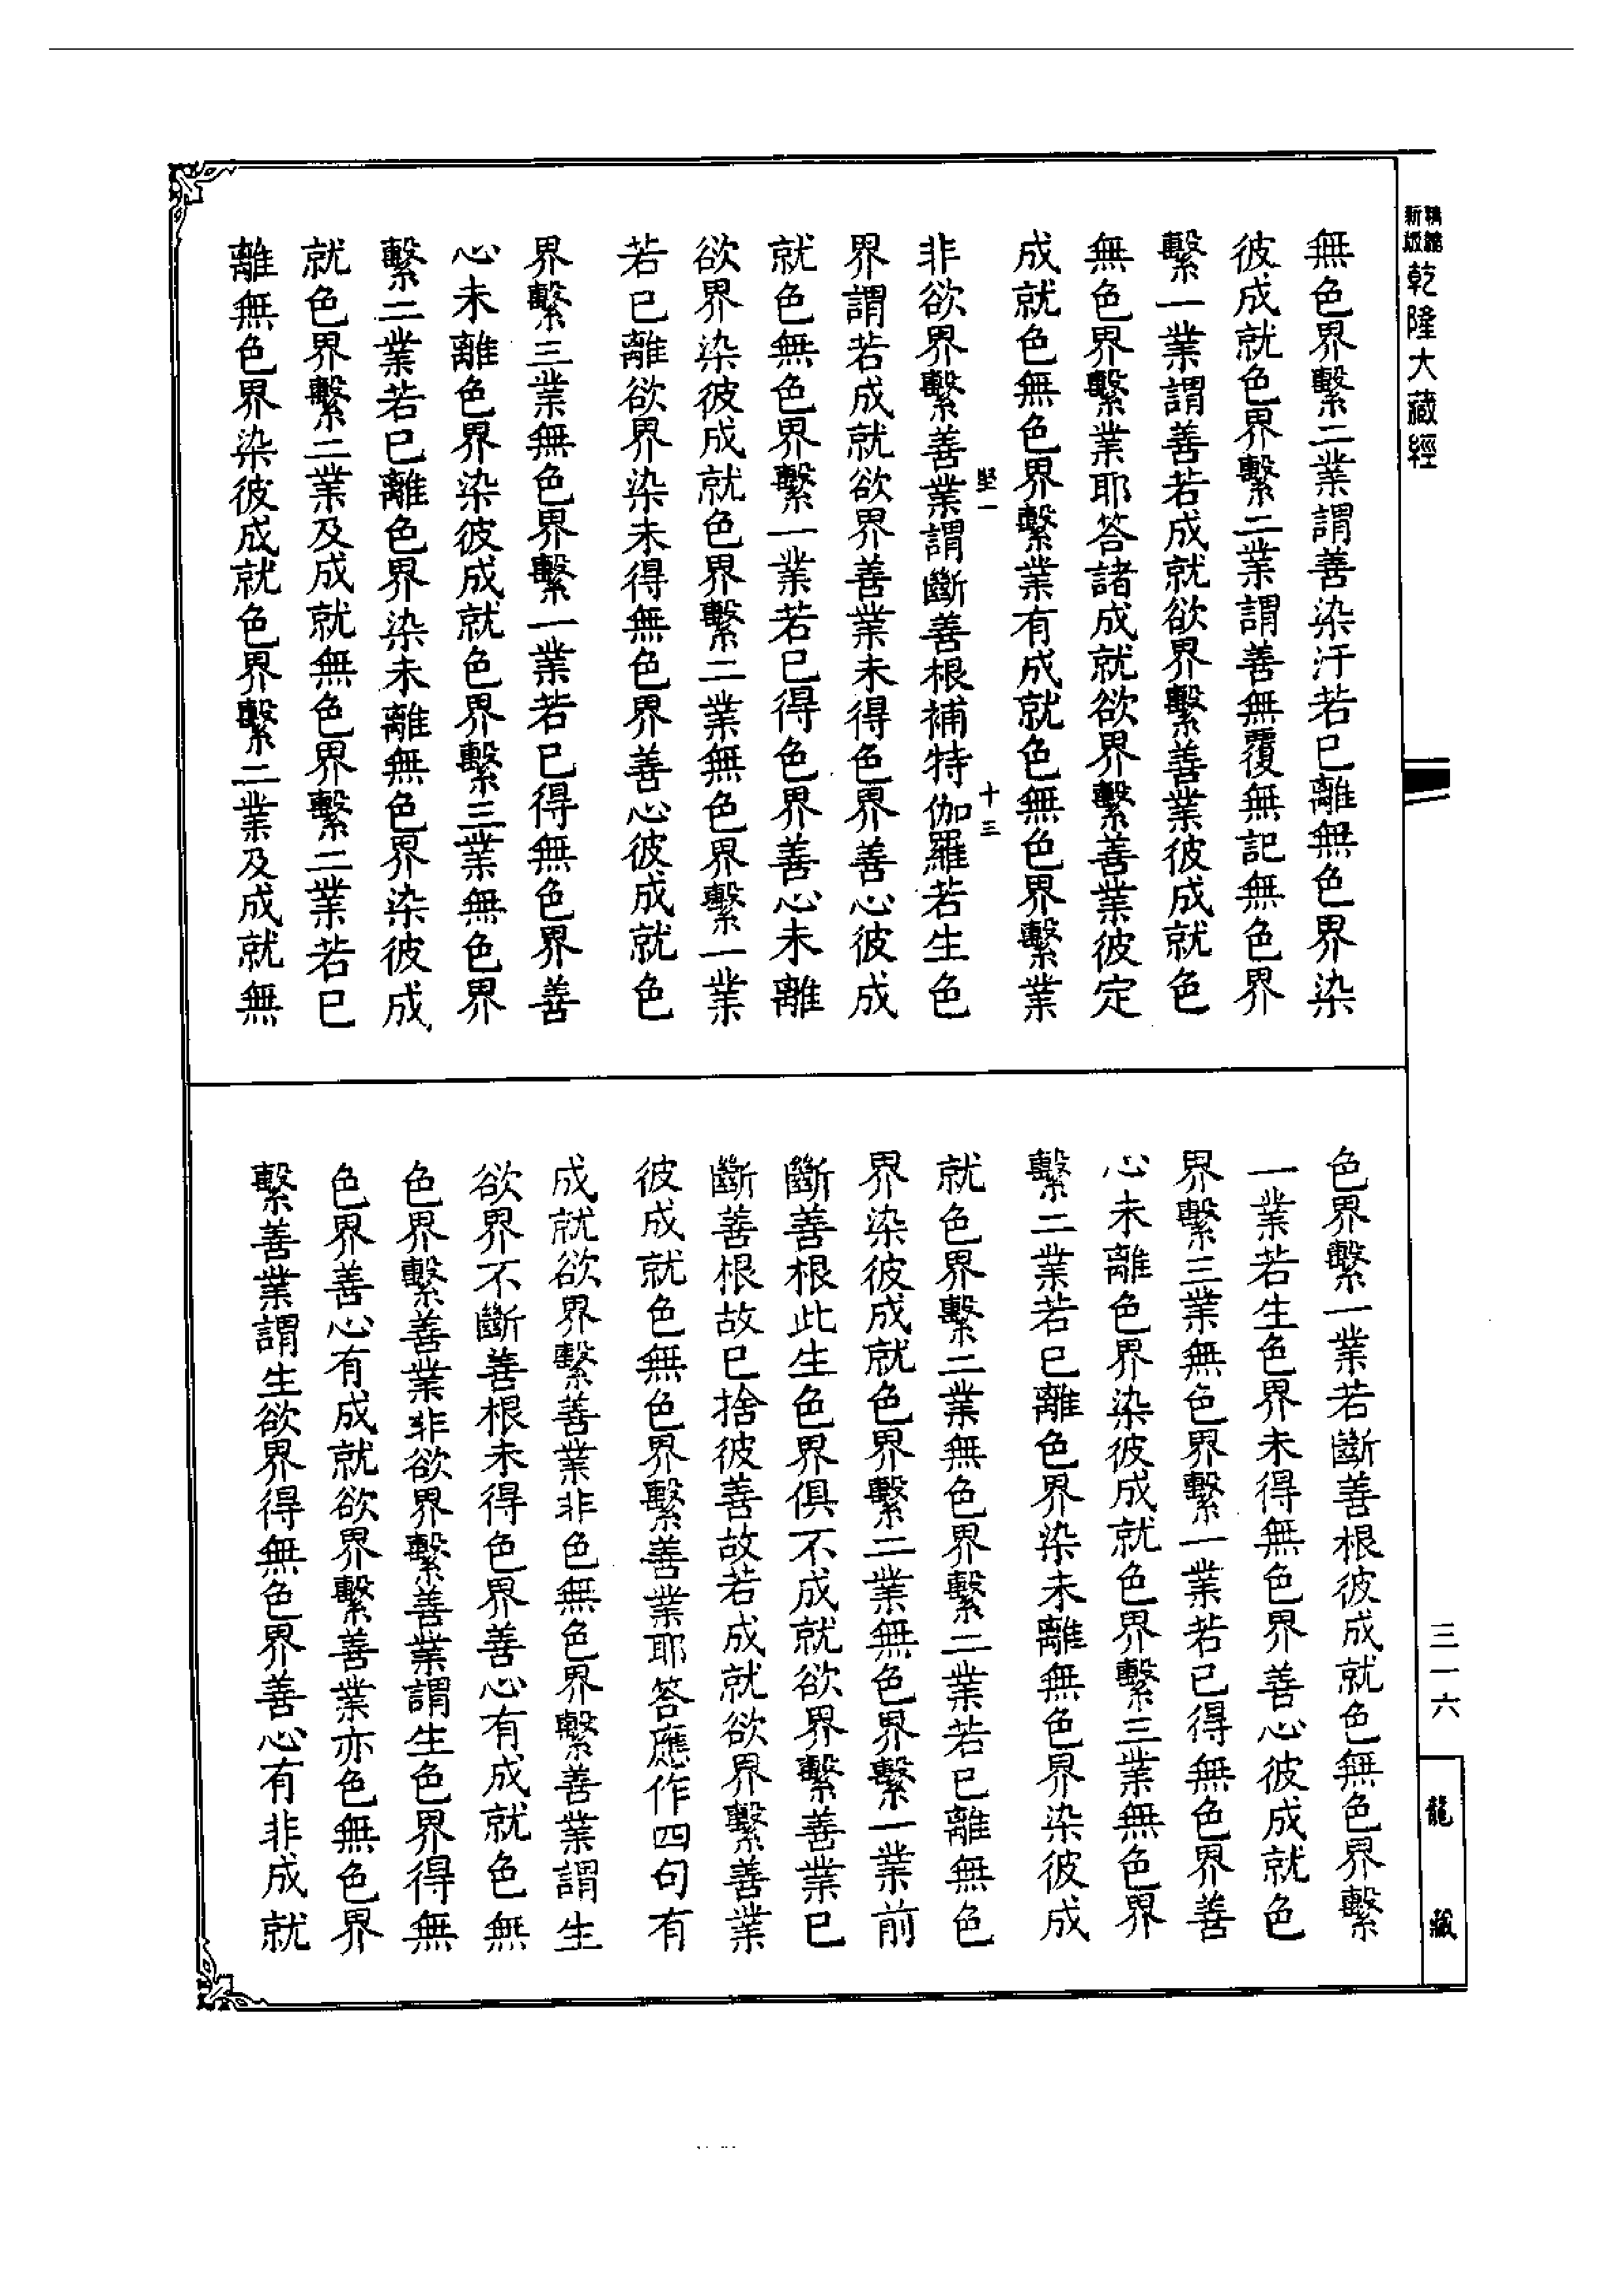 精縮新版乾隆大藏經
無色界繫二業謂善染汙若已離無色界染
彼成就色界繫二業謂善無覆無記無色界
繫一業謂善若成就欲界繫善業彼成就色
無色界繫業耶答諸成就欲界繫善業彼定
成就色無色界繫業有成就色無色界繫業
堅一 十三
非欲界繫善業謂斷善根補特伽羅若生色
界謂若成就欲界善業未得色界善心彼成
就色無色界繫一業若已得色界善心未離
欲界染彼成就色界繫二業無色界繫一業
若已離欲界染未得無色界善心彼成就色
界繫三業無色界繫一業若已得無色界善
心未離色界染彼成就色界繫三業無色界
繫二業若已離色界染未離無色界染彼成
就色界繫二業及成就無色界繫二業若已
離無色界染彼成就色界繫二業及成就無
色界繫一業若斷善根彼成就色無色界繫
一業若生色界未得無色界善心彼成就色
界繫三業無色界繫一業若已得無色界善
心未離色界染彼成就色界繫三業無色界
繫二業若已離色界染未離無色界染彼成
就色界繫二業無色界繫二業若已離無色
界染彼成就色界繫二業無色界繫一業前
斷善根此生色界俱不成就欲界繫善業已
斷善根故已捨彼善故若成就欲界繫善業
彼成就色無色界繫善業耶答應作四句有
成就欲界繫善業非色無色界繫善業謂生
欲界不斷善根未得色界善心有成就色無
色界繫善業非欲界繫善業謂生色界得無
色界善心有成就欲界繫善業亦色無色界
繫善業謂生欲界得無色界善心有非成就
三一六
龍藏